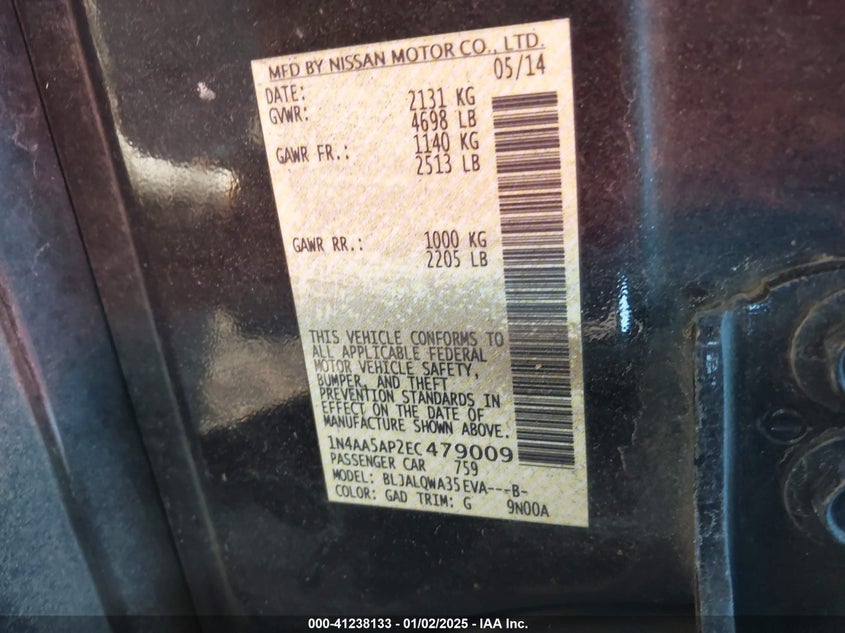 MFD BY NISSAN MOTOR CO., LTD.
DATE: 05/14
GVWR: 2131 KG
4698 LB
GAWR FR.: 1140 KG
2513 LB
GAWR RR.: 1000 KG
2205 LB
THIS VEHICLE CONFORMS TO
ALL APPLICABLE FEDERAL
MOTOR VEHICLE SAFETY,
BUMPER, AND THEFT
PREVENTION STANDARDS IN
EFFECT ON THE DATE OF
MANUFACTURE SHOWN ABOVE.
1N4AA5AP2EC479009
PASSENGER CAR 759
MODEL: BLJALQWA35EVA---B-
COLOR: GAD TRIM: G 9N00A
000-41238133 - 01/02/2025 - IAA Inc.